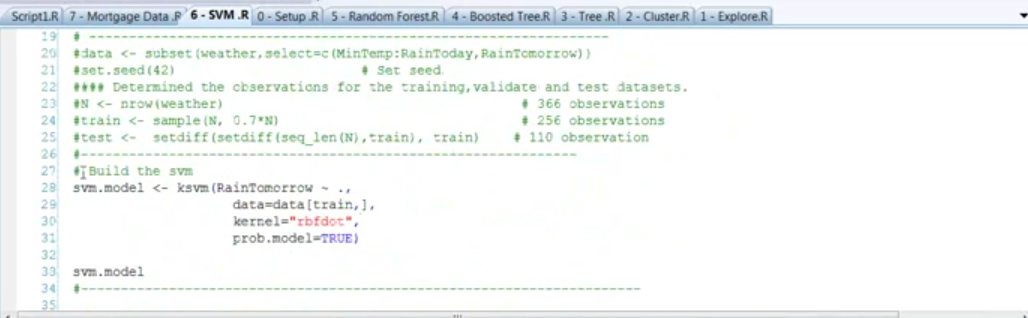 Script1.R 7 - Mortgage Data .R 6 - SVM .R 0 - Setup .R 5 - Random Forest.R 4 - Boosted Tree.R 3 - Tree .R 2 - Cluster.R 1 - Explore.R
19 # ----------------------------------------------------------------
20 #data <- subset(weather,select=c(MinTemp:RainToday,RainTomorrow))
21 #set.seed(42) # Set seed.
22 #### Determined the observations for the training,validate and test datasets.
23 #N <- nrow(weather) # 366 observations
24 #train <- sample(N, 0.7*N) # 256 observations
25 #test <- setdiff(setdiff(seq_len(N),train), train) # 110 observation
26 #------------------------------------------------------------
27 # Build the svm
28 svm.model <- ksvm(RainTomorrow ~ .,
29 data=data[train,],
30 kernel="rbfdot",
31 prob.model=TRUE)
32
33 svm.model
34 #--------------------------------------------------------------------
35